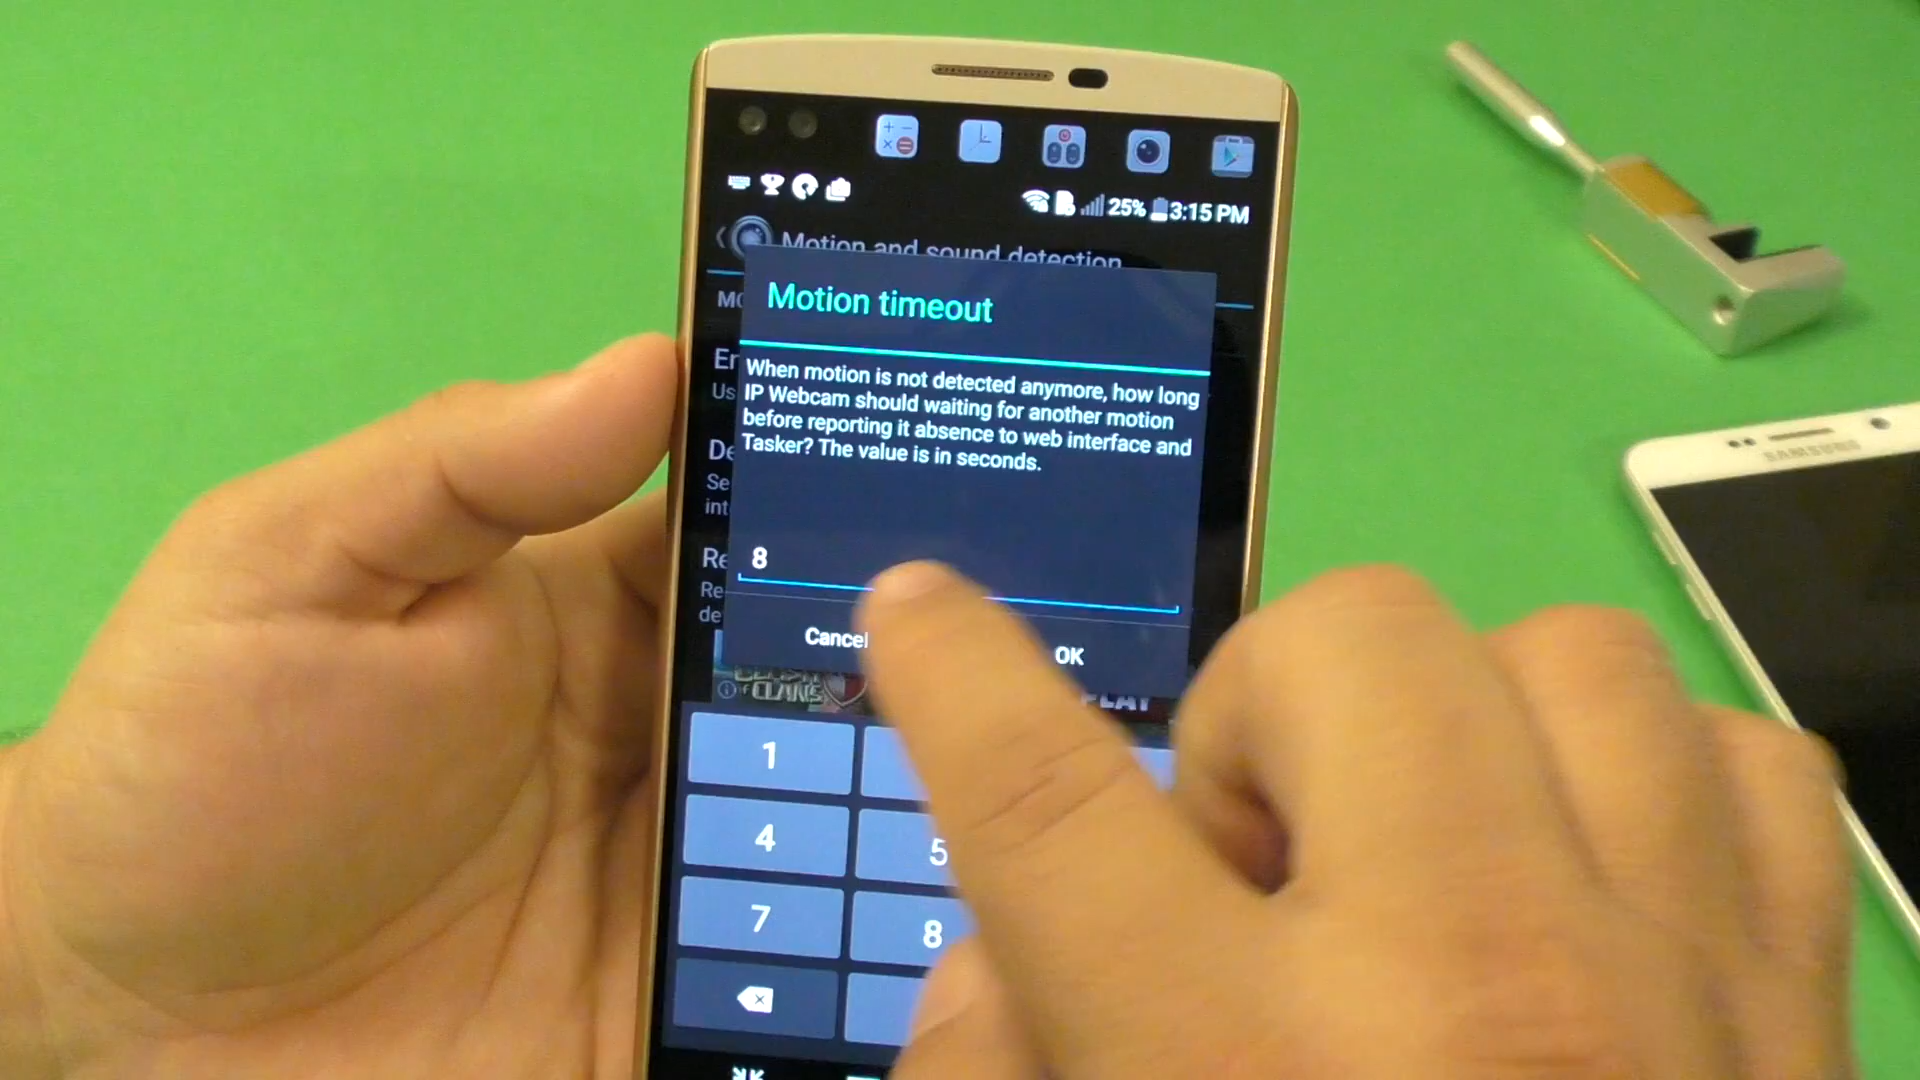 25% 3:15 PM
Motion and sound detection
Motion timeout
When motion is not detected anymore, how long
IP Webcam should waiting for another motion
before reporting it absence to web interface and
Tasker? The value is in seconds.
8
Cancel
OK
CLANS
PLAY
1
4
5
7
8
SAMSUNG